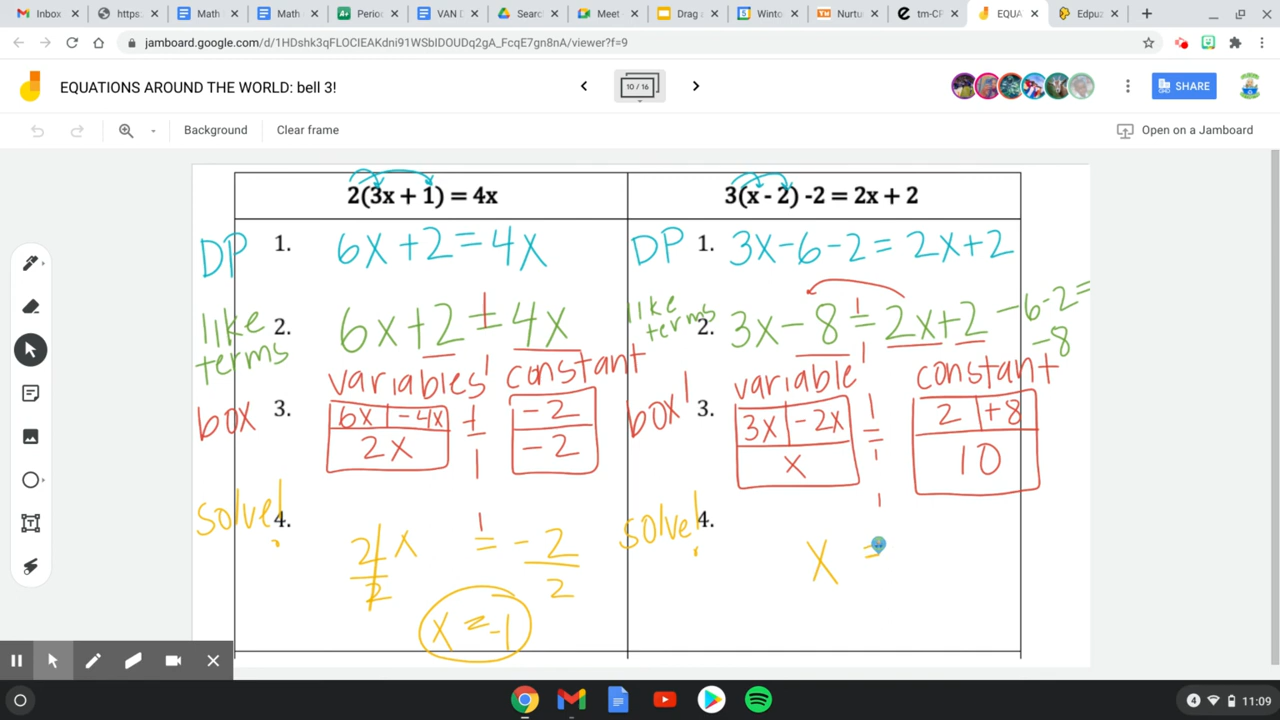 Inbox
https:
Math
Math
Perio
VAN D
Search
Meet
Drag a
Winte
Nurtu
tm-CF
EQUA
Edpuz
jamboard.google.com/d/1HDshk3qFLOCIEAKdni91WSbIDOUDq2gA_FcqE7gn8nA/viewer?f=9
EQUATIONS AROUND THE WORLD: bell 3!
10 / 16
SHARE
Background
Clear frame
Open on a Jamboard
2(3x + 1) = 4x
DP 1. 6x+2=4x
like terms 2. 6x+2=4x
variables constant
box 3. 6x -4x = -2
2x -2
solve! 4. 2x = -2
2 2
x=-1
3(x - 2) -2 = 2x + 2
DP 1. 3x-6-2=2x+2
like terms 2. 3x-8=2x+2 -6-2=
-8
variable constant
box! 3. 3x -2x = 2 +8
x 10
solve! 4. x =
4 11:09